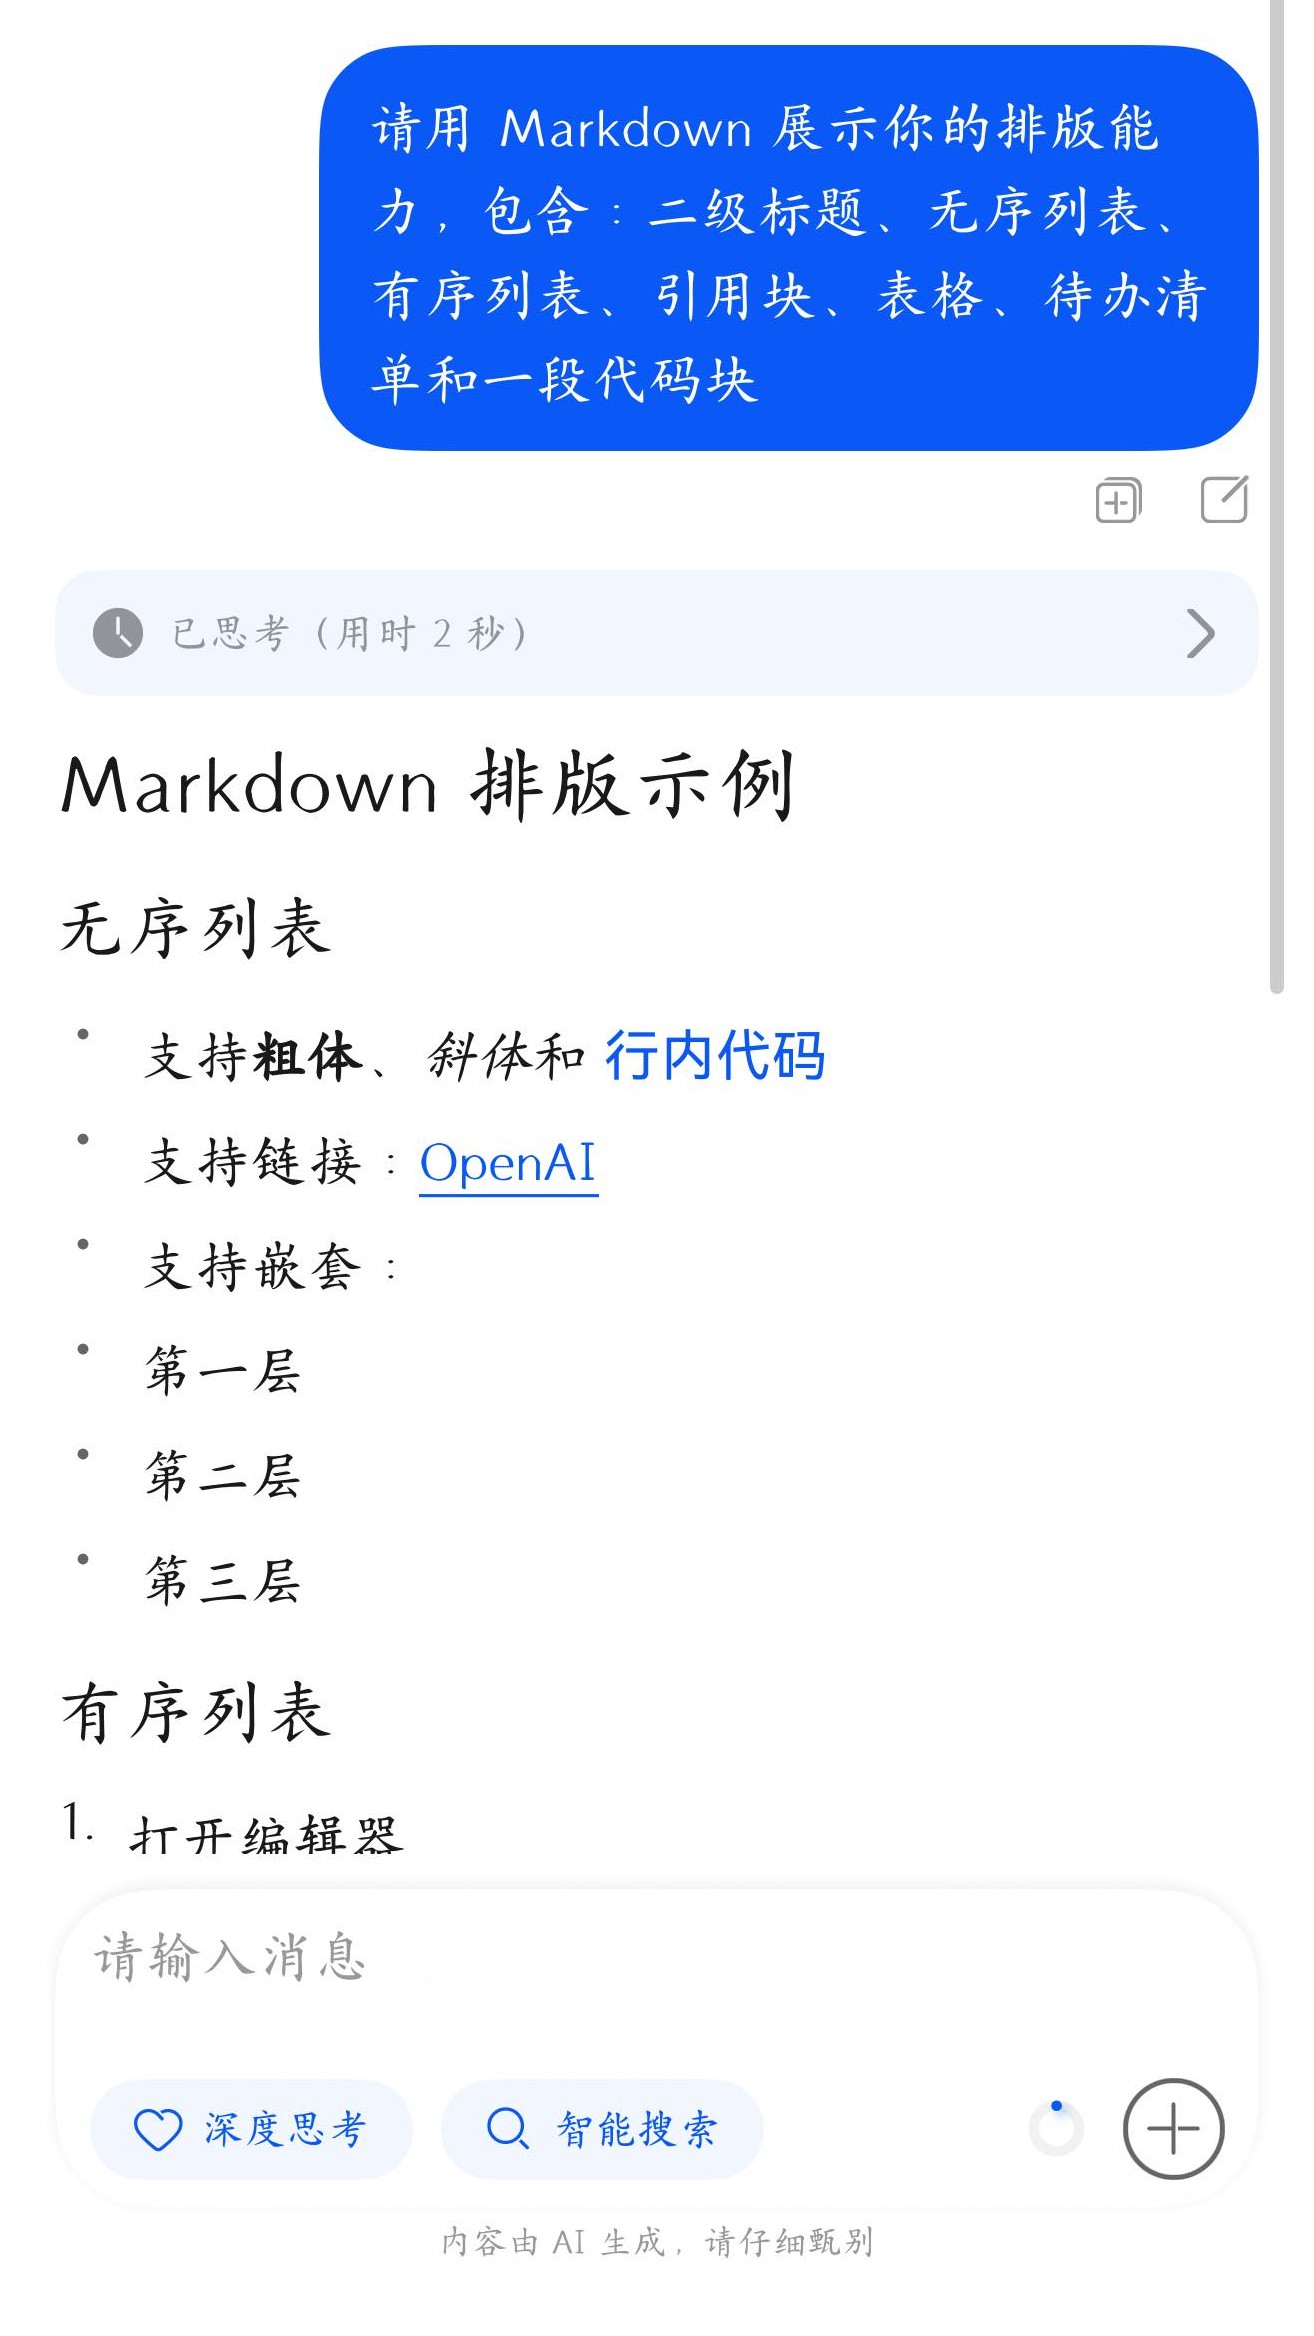 请用 Markdown 展示你的排版能
力，包含：二级标题、无序列表、
有序列表、引用块、表格、待办清
单和一段代码块
已思考（用时 2 秒）
Markdown 排版示例
无序列表
• 支持粗体、斜体和 行内代码
• 支持链接：OpenAI
• 支持嵌套：
• 第一层
• 第二层
• 第三层
有序列表
1. 打开编辑器
请输入消息
深度思考 智能搜索
内容由 AI 生成，请仔细甄别